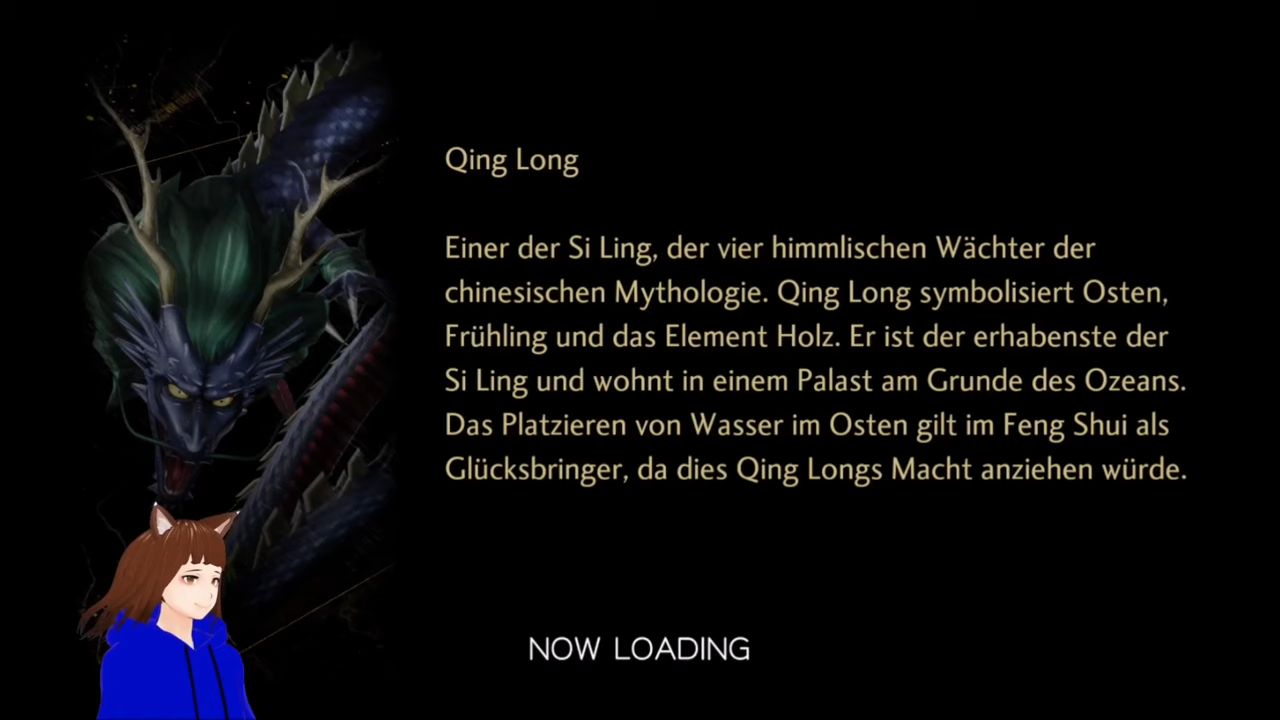 Qing Long
Einer der Si Ling, der vier himmlischen Wächter der
chinesischen Mythologie. Qing Long symbolisiert Osten,
Frühling und das Element Holz. Er ist der erhabenste der
Si Ling und wohnt in einem Palast am Grunde des Ozeans.
Das Platzieren von Wasser im Osten gilt im Feng Shui als
Glücksbringer, da dies Qing Longs Macht anziehen würde.
NOW LOADING